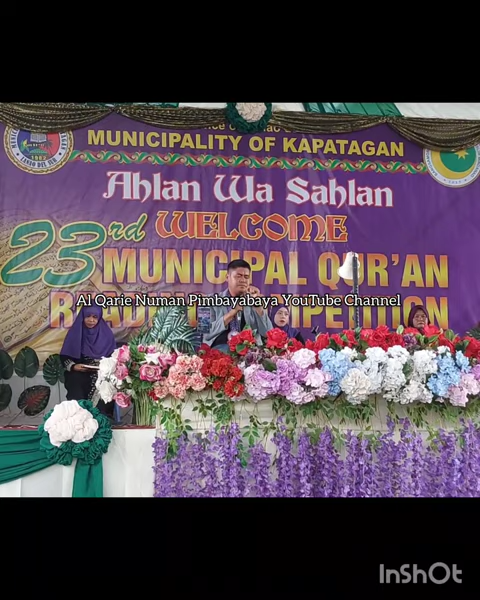 MUNICIPALITY OF KAPATAGAN
Ahlan Wa Sahlan
23rd WELCOME
MUNICIPAL QUR'AN
Al Qarie Numan Pimbayabaya YouTube Channel
InShOt